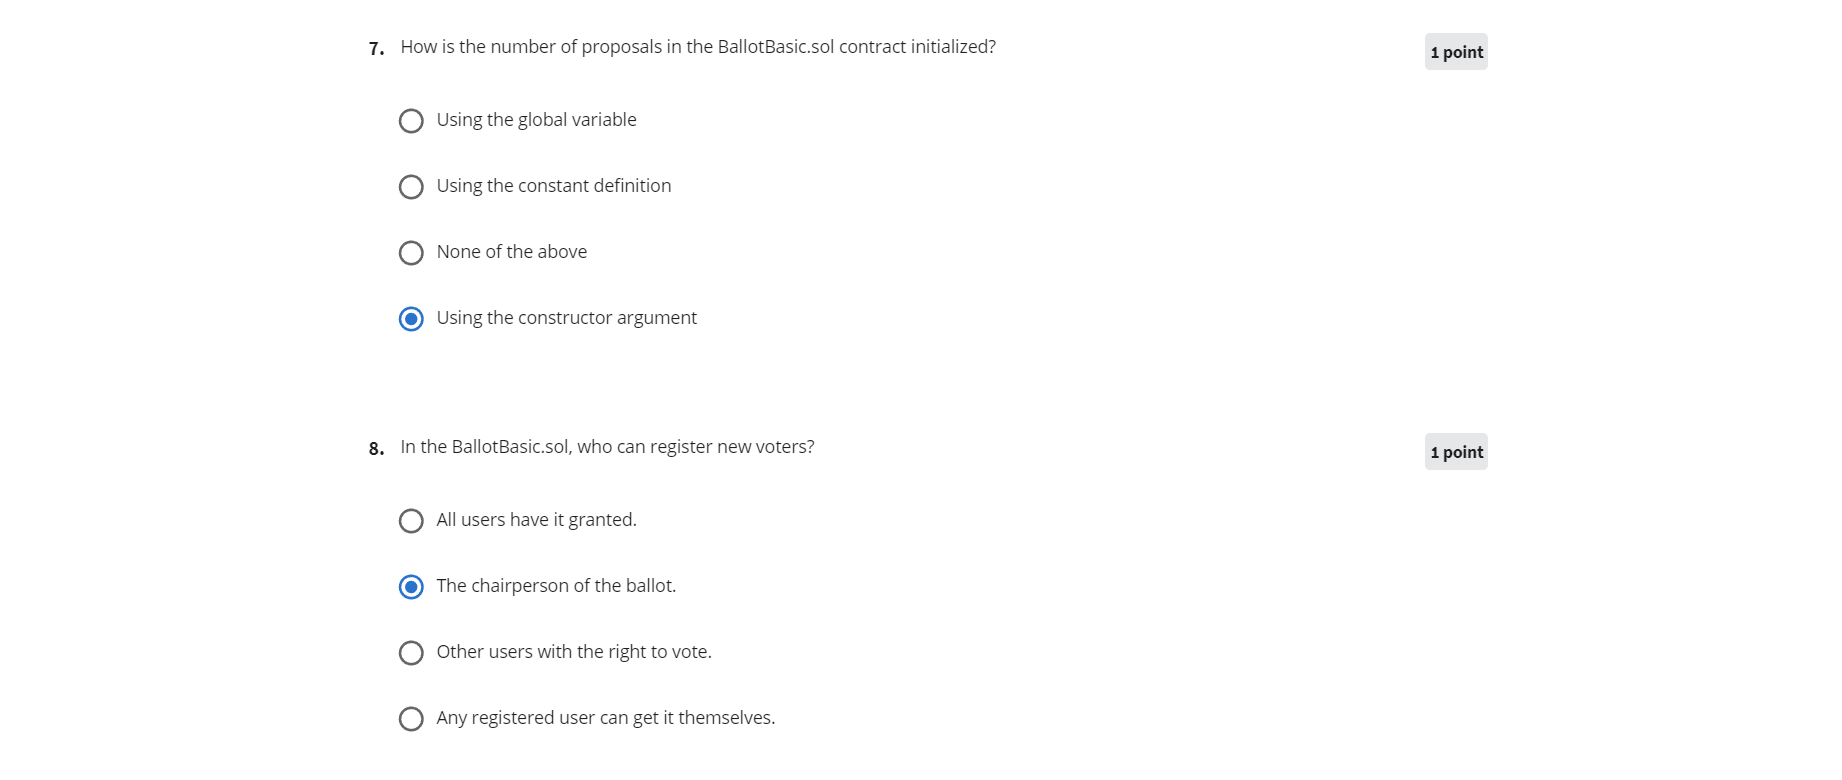 7. How is the number of proposals in the BallotBasic.sol contract initialized?
1 point
Using the global variable
Using the constant definition
None of the above
Using the constructor argument
8. In the BallotBasic.sol, who can register new voters?
1 point
All users have it granted.
The chairperson of the ballot.
Other users with the right to vote.
Any registered user can get it themselves.